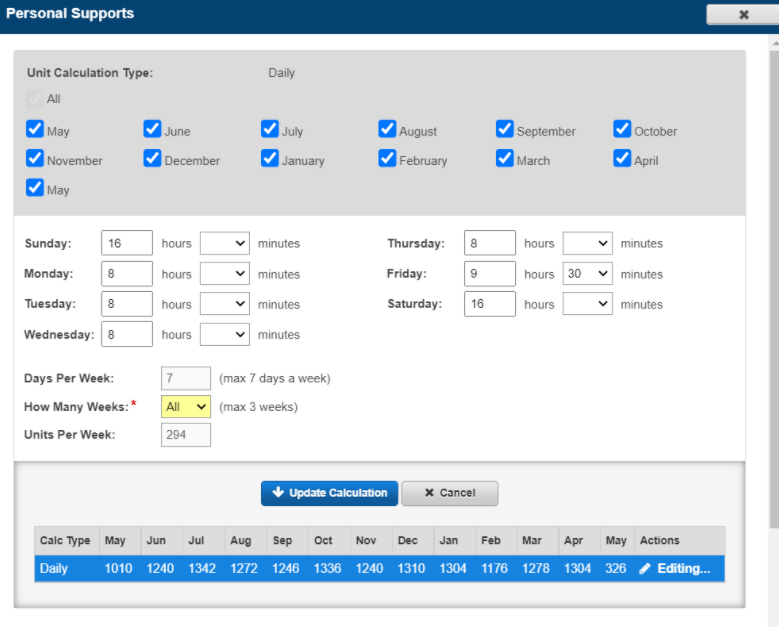 Personal Supports
Unit Calculation Type: Daily
All
May June July August September October
November December January February March April
May
Sunday: 16 hours minutes Thursday: 8 hours minutes
Monday: 8 hours minutes Friday: 9 hours 30 minutes
Tuesday: 8 hours minutes Saturday: 16 hours minutes
Wednesday: 8 hours minutes
Days Per Week: 7 (max 7 days a week)
How Many Weeks:* All (max 3 weeks)
Units Per Week: 294
Update Calculation Cancel
Calc Type May Jun Jul Aug Sep Oct Nov Dec Jan Feb Mar Apr May Actions
Daily 1010 1240 1342 1272 1246 1336 1240 1310 1304 1176 1278 1304 326 Editing...